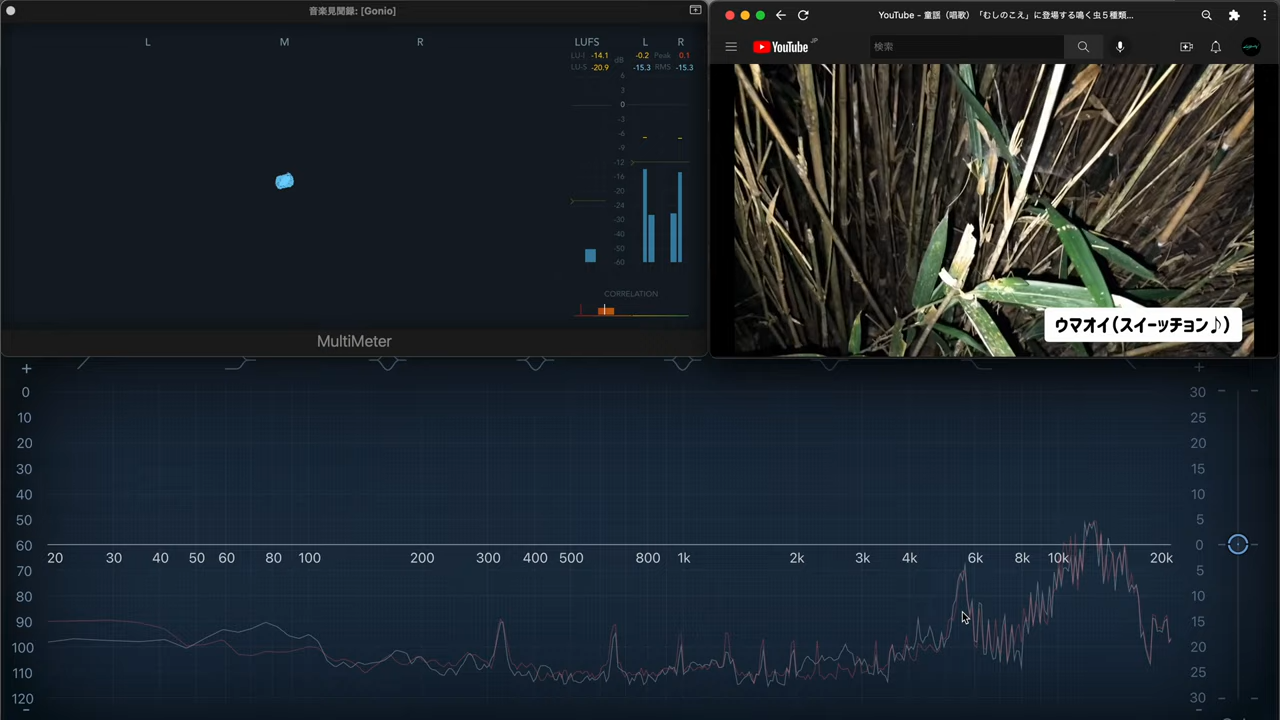 音楽見聞録: [Gonio]
L M R
LUFS L R
LU-I -14.1 -0.2 Peak 0.1
LU-S -20.9 -15.3 RMS -15.3
dB
6
3
0
-3
-6
-9
-12
-16
-20
-24
-30
-40
-50
-60
CORRELATION
MultiMeter
YouTube - 童謡（唱歌）「むしのこえ」に登場する鳴く虫５種類...
YouTube JP
検索
ウマオイ(スイーッチョン♪)
+ +
0 30
10 25
20 20
30 15
40 10
50 5
60 0
20 30 40 50 60 80 100 200 300 400 500 800 1k 2k 3k 4k 6k 8k 10k 20k
70 5
80 10
90 15
100 20
110 25
120 30
- -